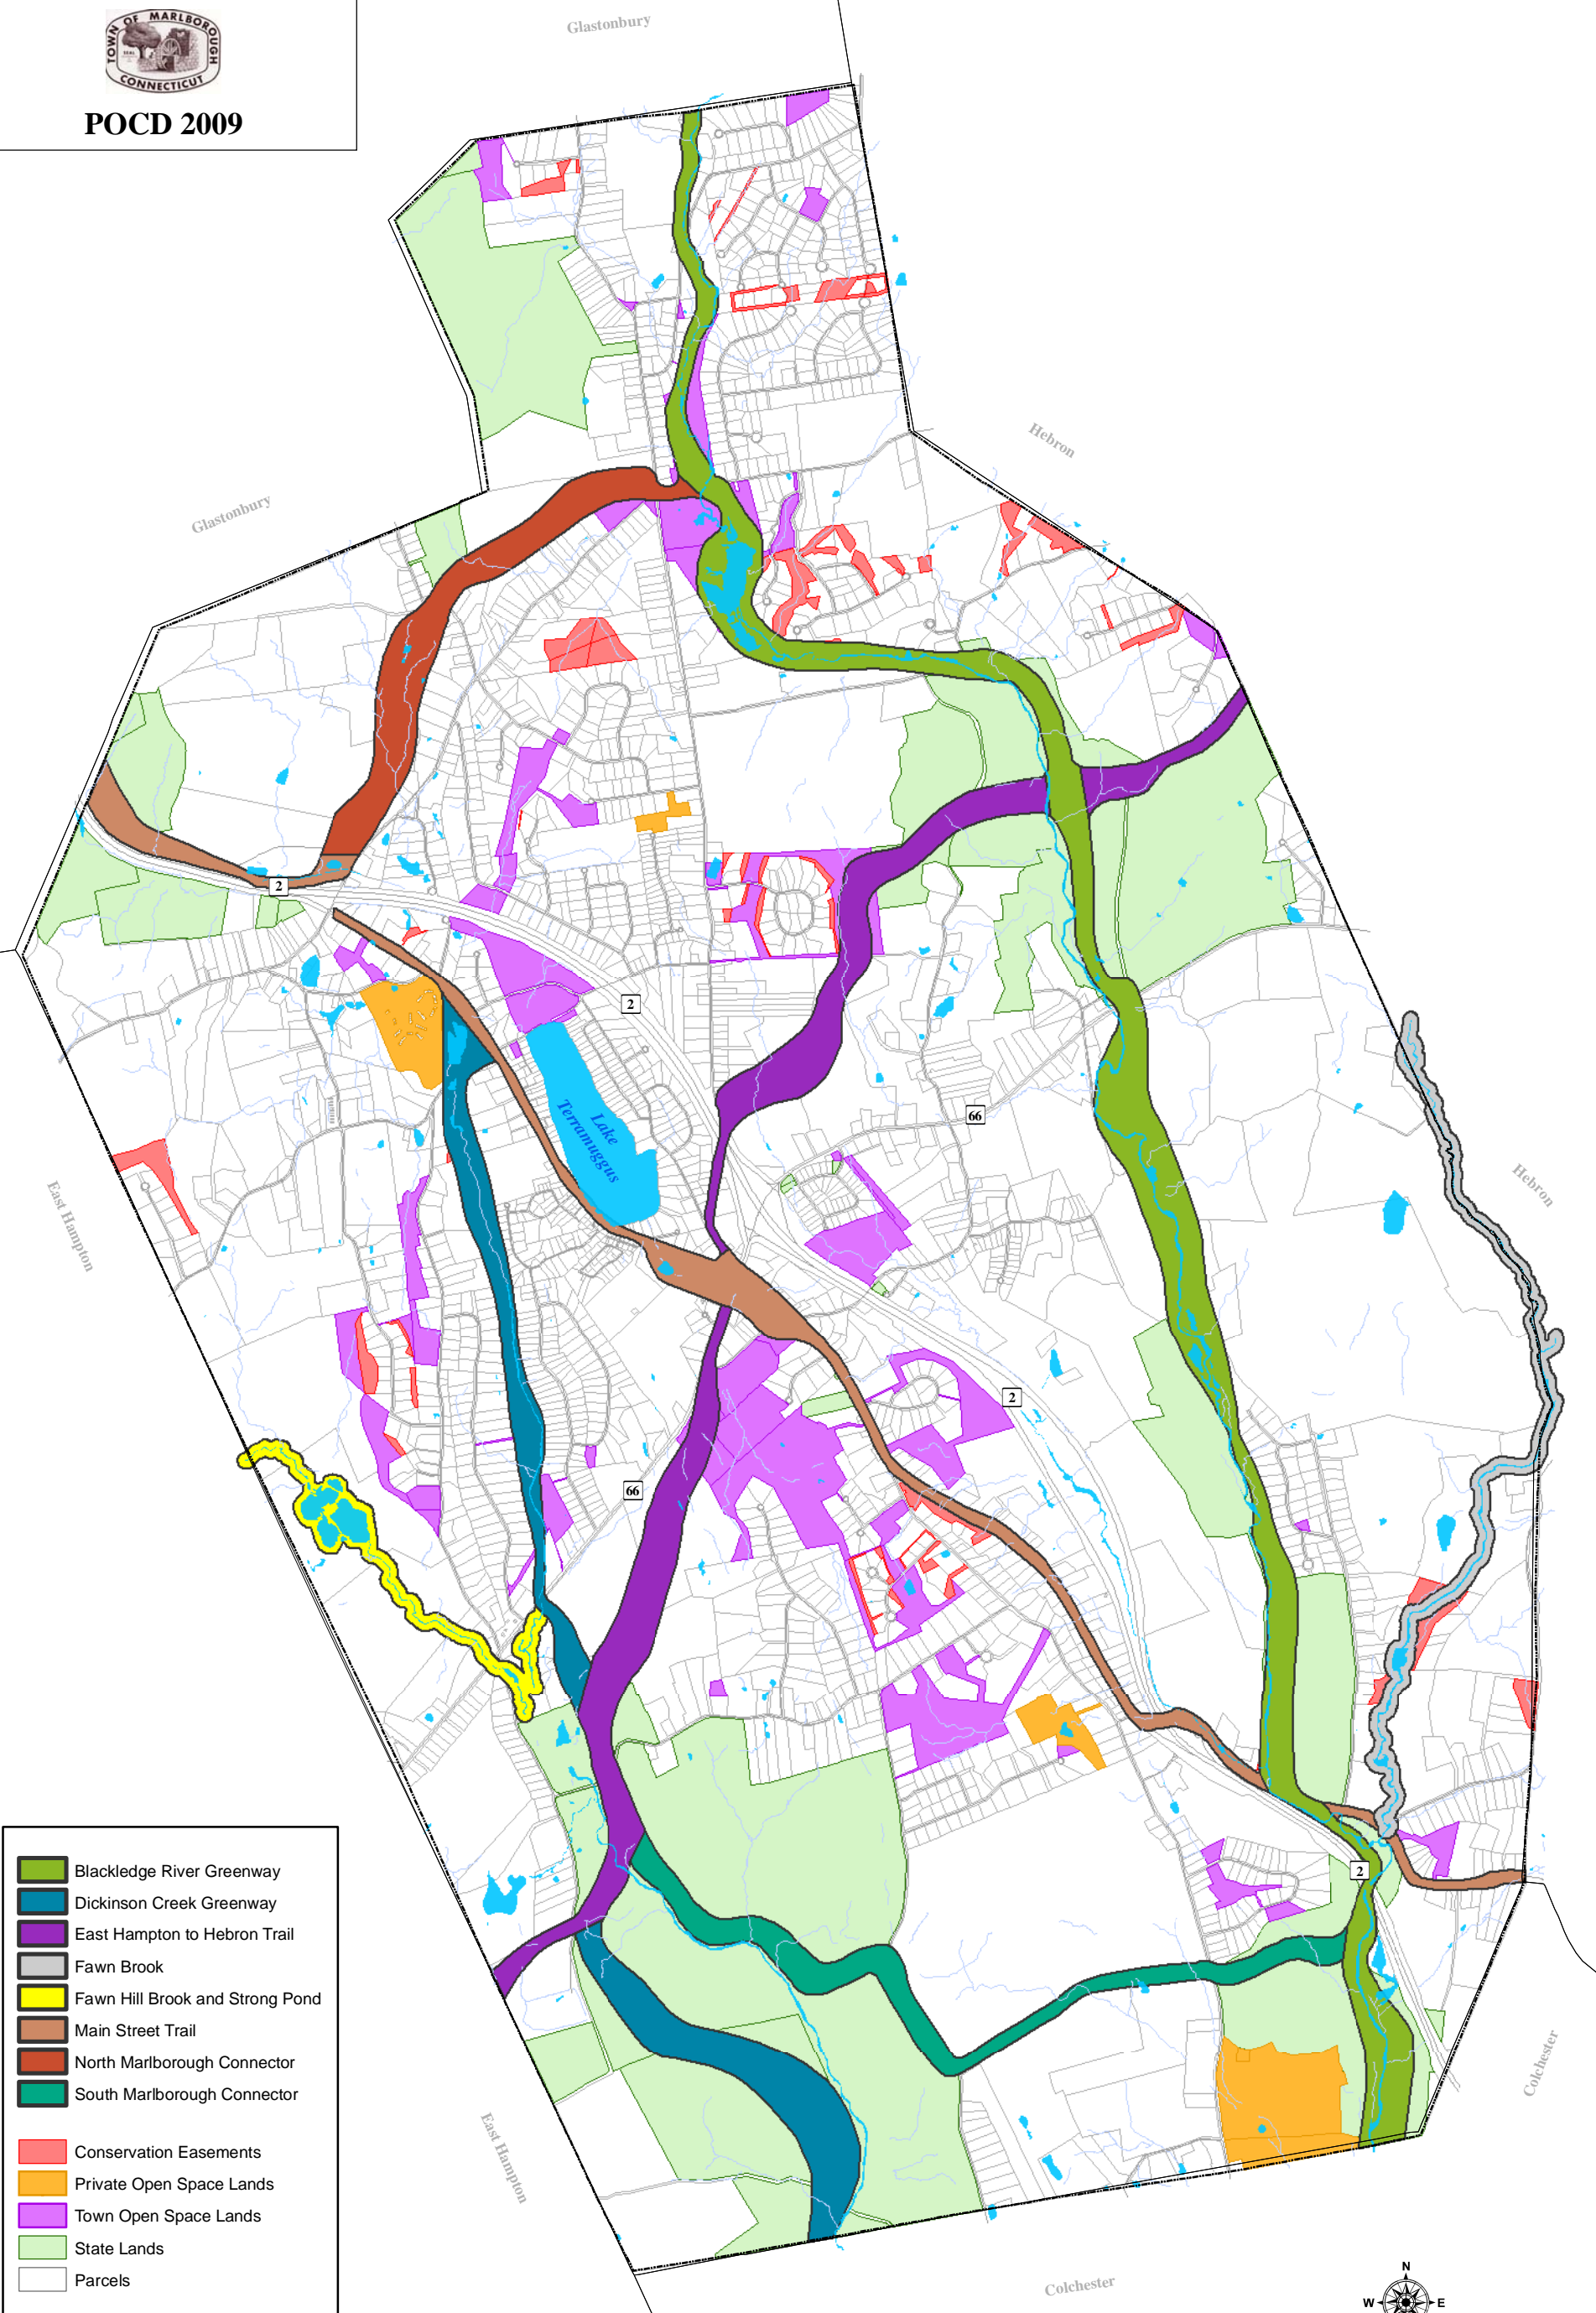 TOWN OF MARLBOROUGH
CONNECTICUT
POCD 2009
Glastonbury
Hebron
Glastonbury
2
2
Lake
Terramuggus
66
East Hampton
Hebron
2
66
2
Blackledge River Greenway
Dickinson Creek Greenway
East Hampton to Hebron Trail
Fawn Brook
Fawn Hill Brook and Strong Pond
Main Street Trail
North Marlborough Connector
South Marlborough Connector
Conservation Easements
Private Open Space Lands
Town Open Space Lands
State Lands
Parcels
East Hampton
Colchester
Colchester
N
W
E